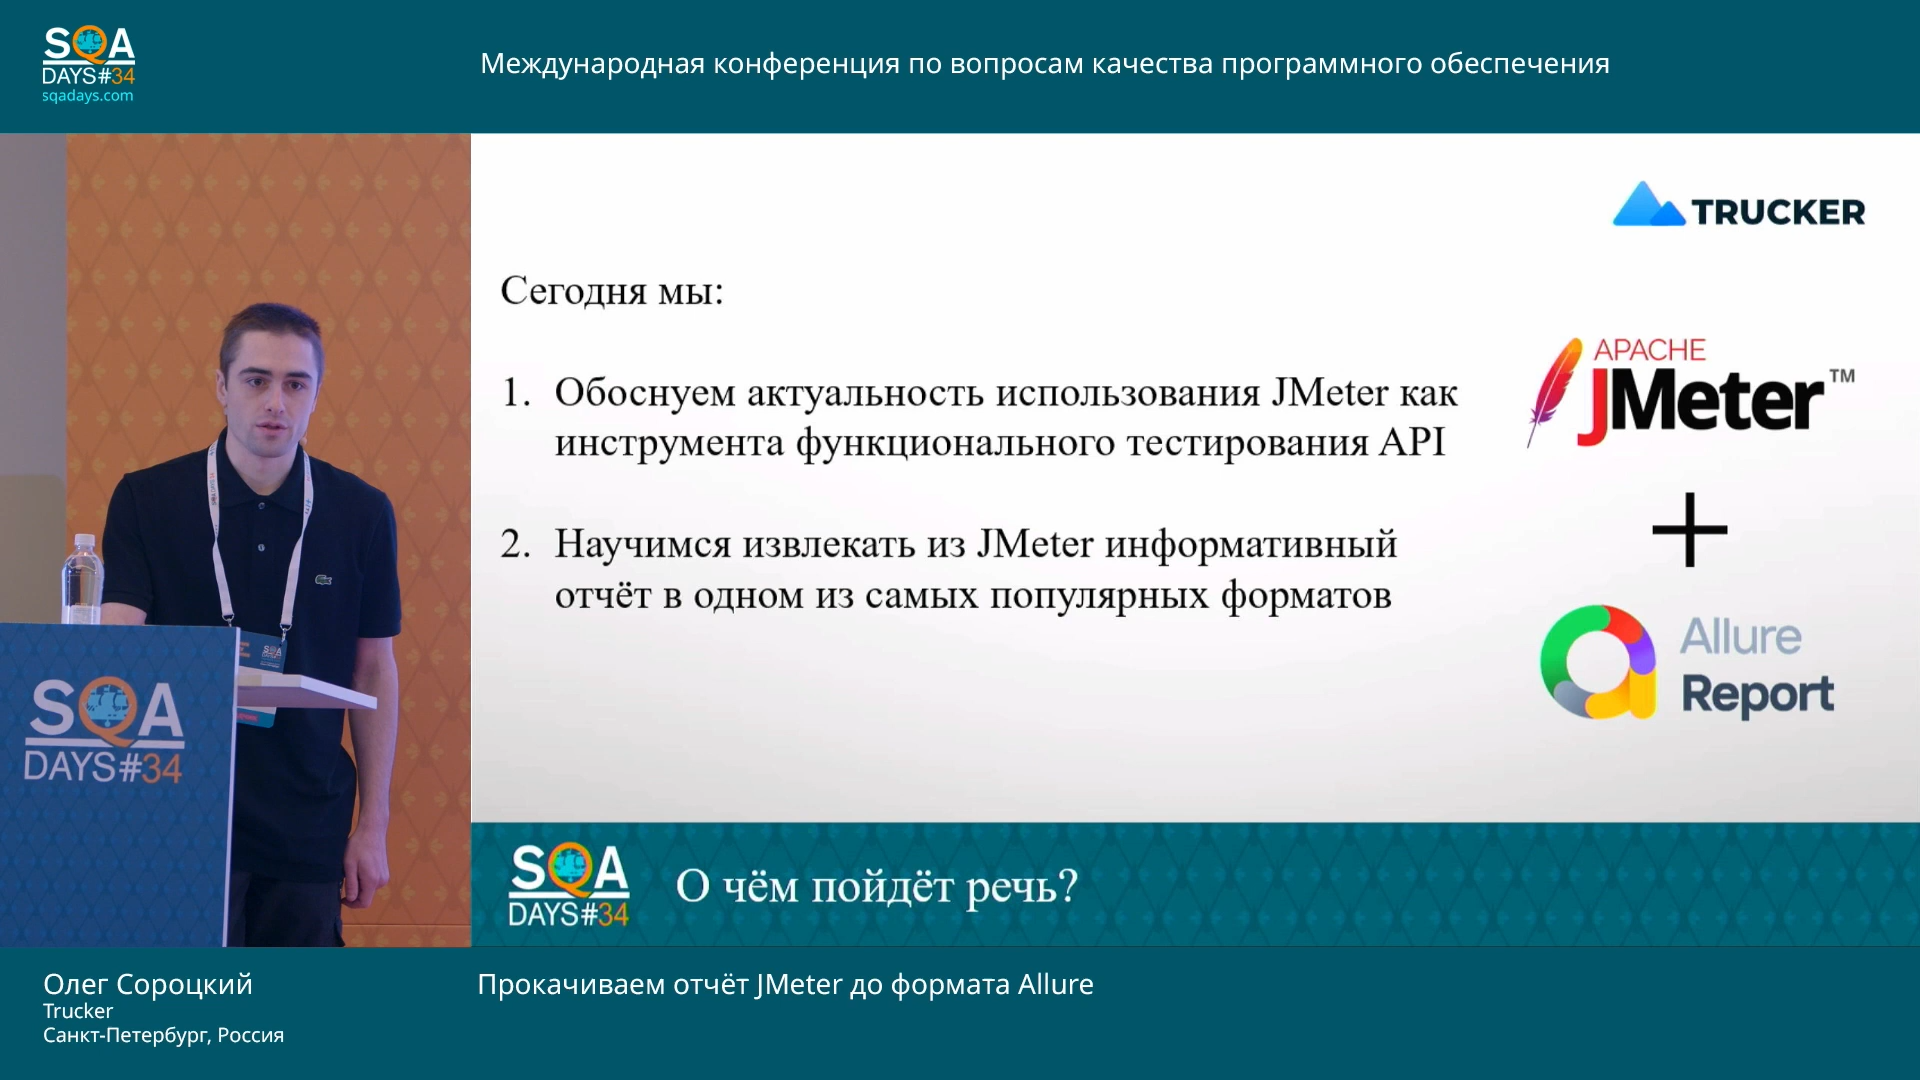 SQA
DAYS#34
sqadays.com
Международная конференция по вопросам качества программного обеспечения
TRUCKER
Сегодня мы:
1. Обоснуем актуальность использования JMeter как
инструмента функционального тестирования API
2. Научимся извлекать из JMeter информативный
отчёт в одном из самых популярных форматов
APACHE
JMeter™
+
Allure
Report
SQA
DAYS#34
SQA
DAYS#34
О чём пойдёт речь?
Олег Сороцкий
Trucker
Санкт-Петербург, Россия
Прокачиваем отчёт JMeter до формата Allure